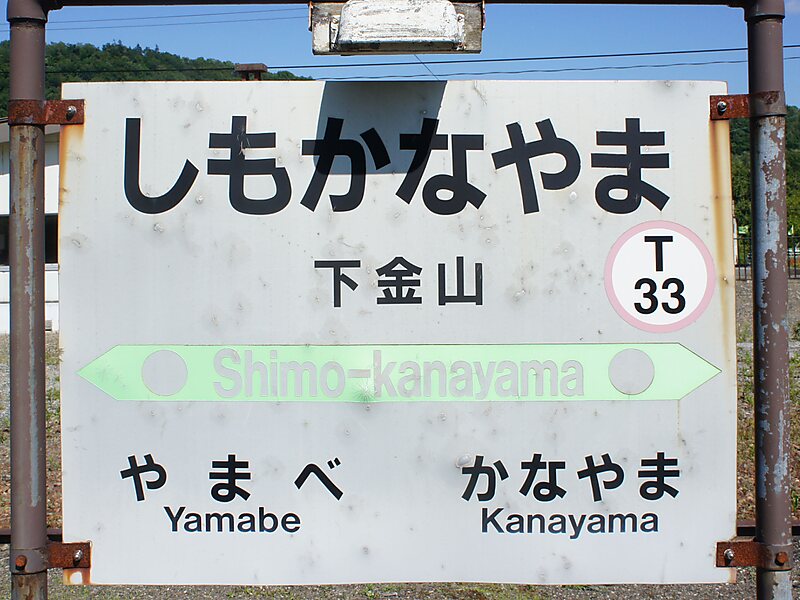 しもかなやま
下金山
T
33
Shimo-kanayama
やまべ
Yamabe
かなやま
Kanayama